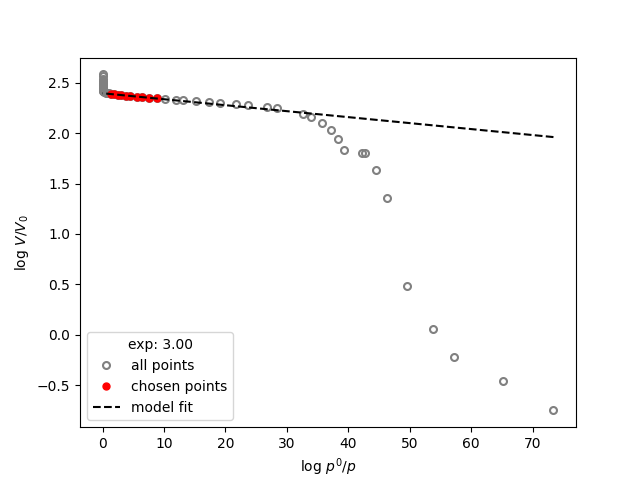 2.5
2.0
1.5
1.0
0.5
0.0
−0.5
log V/V0
exp: 3.00
all points
chosen points
model fit
0 10 20 30 40 50 60 70
log p⁰/p